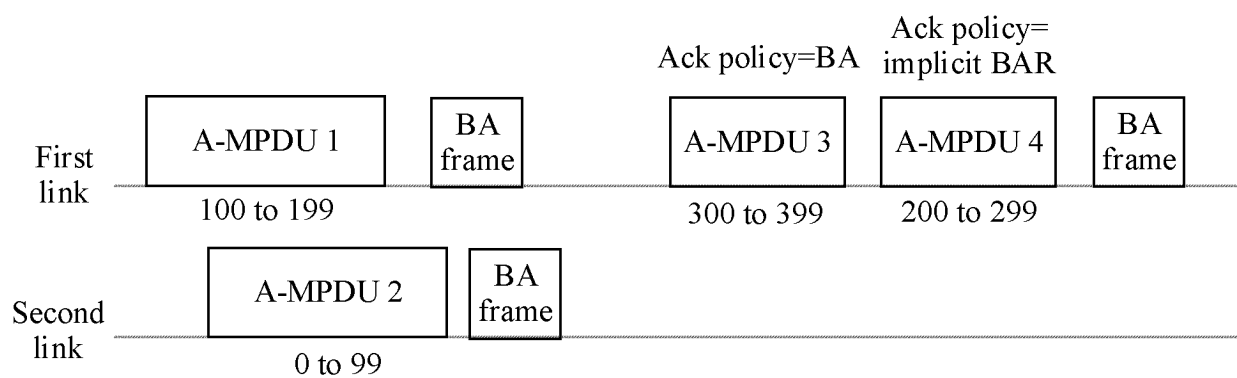 Ack policy=BA
Ack policy=
implicit BAR
First
link
A-MPDU 1
BA
frame
A-MPDU 3
A-MPDU 4
BA
frame
100 to 199
300 to 399
200 to 299
Second
link
A-MPDU 2
BA
frame
0 to 99